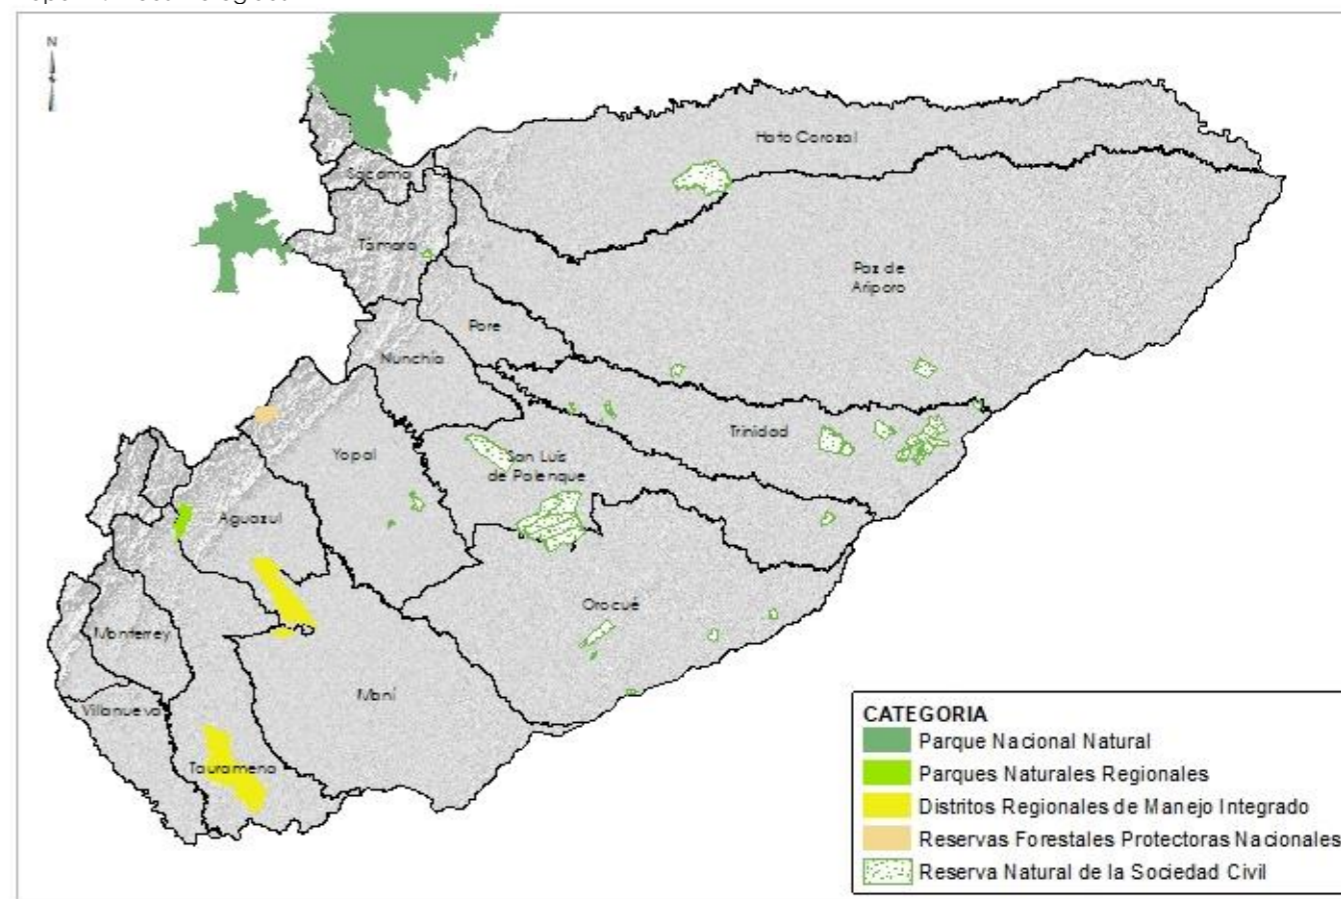 N
Hato Corozal
Sácama
Támara
Paz de
Ariporo
Pore
Nunchía
Trinidad
Yopal
San Luis
de Palenque
Aguazul
Orocué
Monterrey
Maní
Villanueva
Tauramena
CATEGORIA
Parque Nacional Natural
Parques Naturales Regionales
Distritos Regionales de Manejo Integrado
Reservas Forestales Protectoras Nacionales
Reserva Natural de la Sociedad Civil